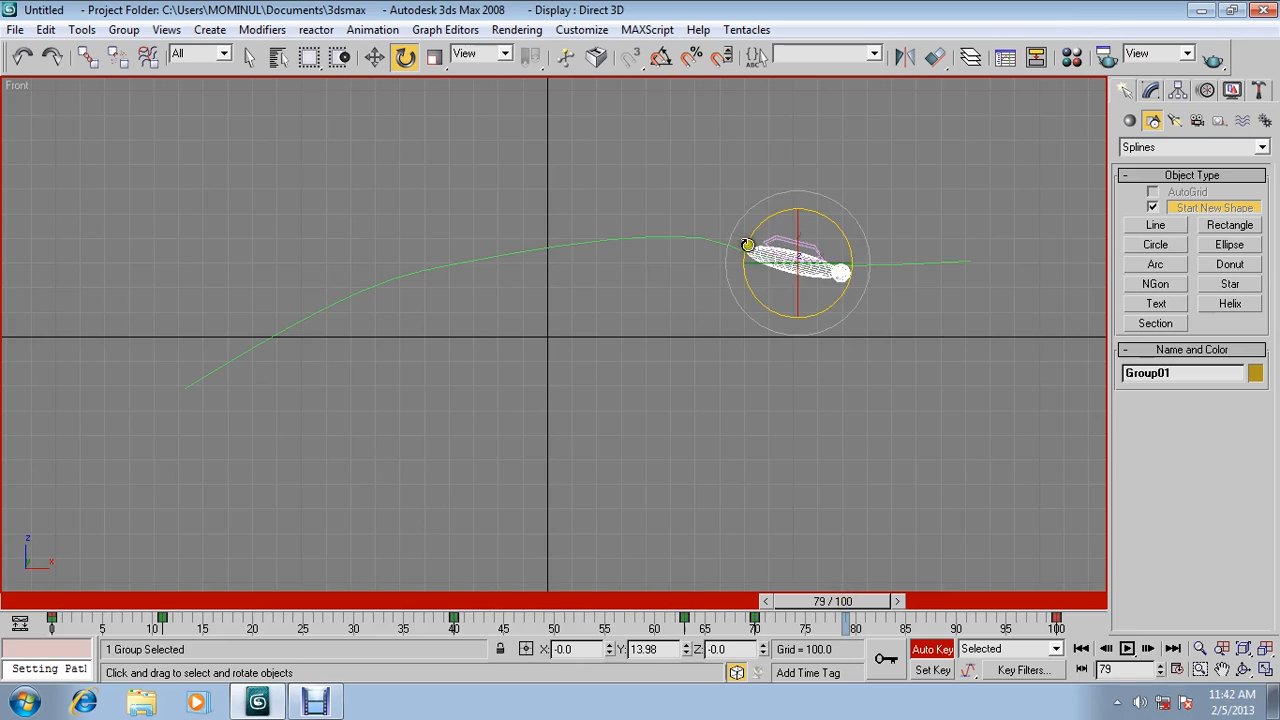 Untitled - Project Folder: C:\Users\MOMINUL\Documents\3dsmax - Autodesk 3ds Max 2008 - Display : Direct 3D
File Edit Tools Group Views Create Modifiers reactor Animation Graph Editors Rendering Customize MAXScript Help Tentacles
All View 3 % ABC View
Front
Splines
- Object Type
AutoGrid
Start New Shape
Line Rectangle
Circle Ellipse
Arc Donut
NGon Star
Text Helix
Section
- Name and Color
Group01
z
x
< 79 / 100 >
0 5 10 15 20 25 30 35 40 45 50 55 60 65 70 75 80 85 90 95 100
1 Group Selected X: -0.0 Y: 13.98 Z: -0.0 Grid = 100.0 Auto Key Selected
Setting Patl Click and drag to select and rotate objects Add Time Tag Set Key Key Filters... 79
11:42 AM
2/5/2013